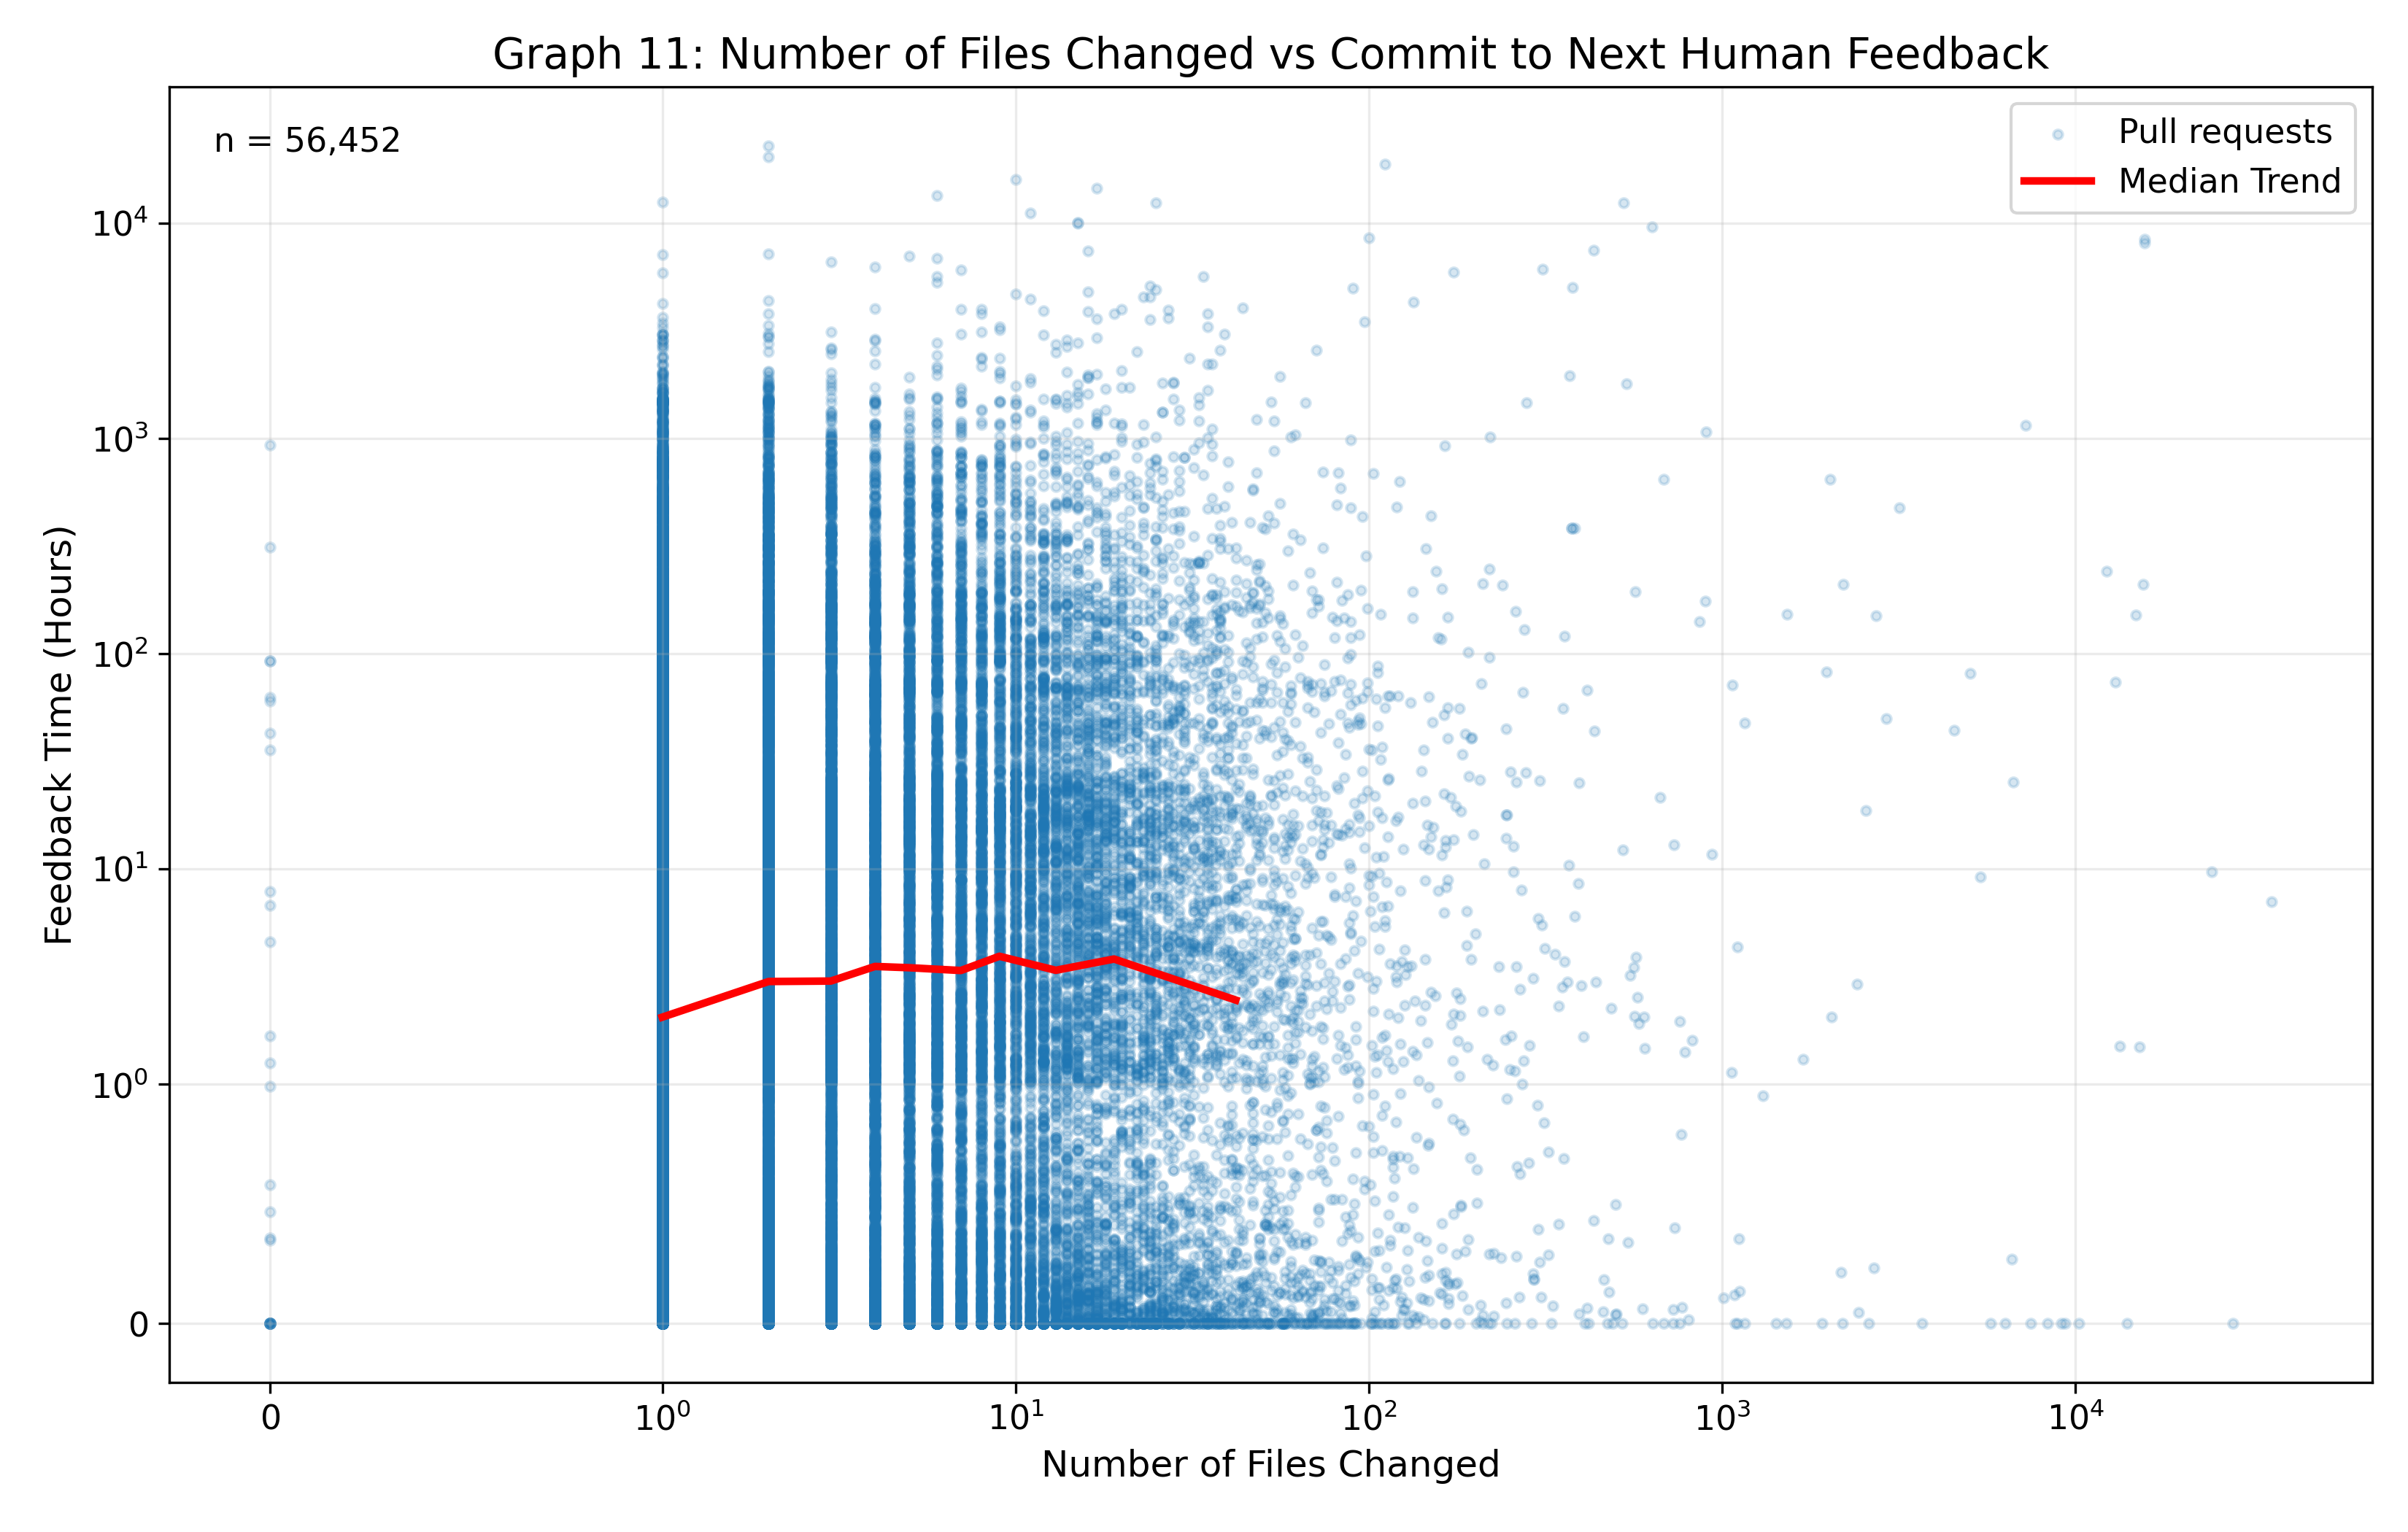 Graph 11: Number of Files Changed vs Commit to Next Human Feedback
n = 56,452
Pull requests
Median Trend
Feedback Time (Hours)
10⁴
10³
10²
10¹
10⁰
0
0
10⁰
10¹
10²
10³
10⁴
Number of Files Changed